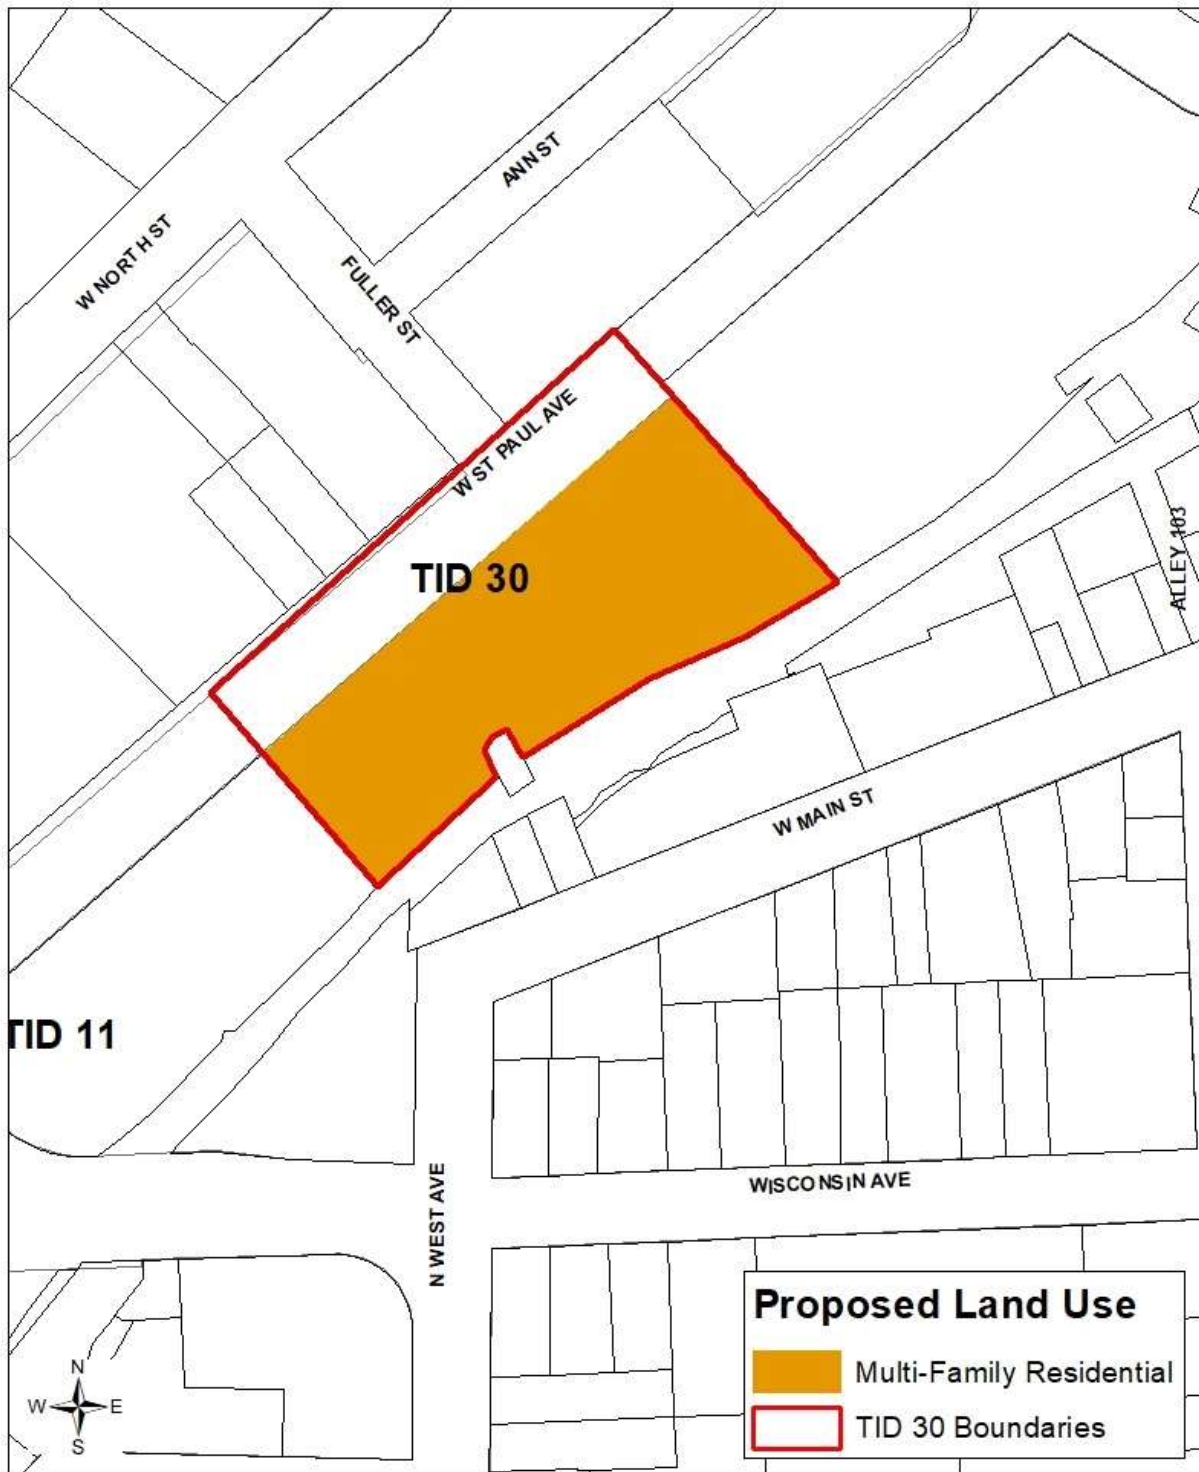 ANN ST
W NORTH ST
FULLER ST
W ST PAUL AVE
ALLEY 103
TID 30
W MAIN ST
TID 11
WISCONSIN AVE
N WEST AVE
Proposed Land Use
Multi-Family Residential
TID 30 Boundaries
N
W E
S